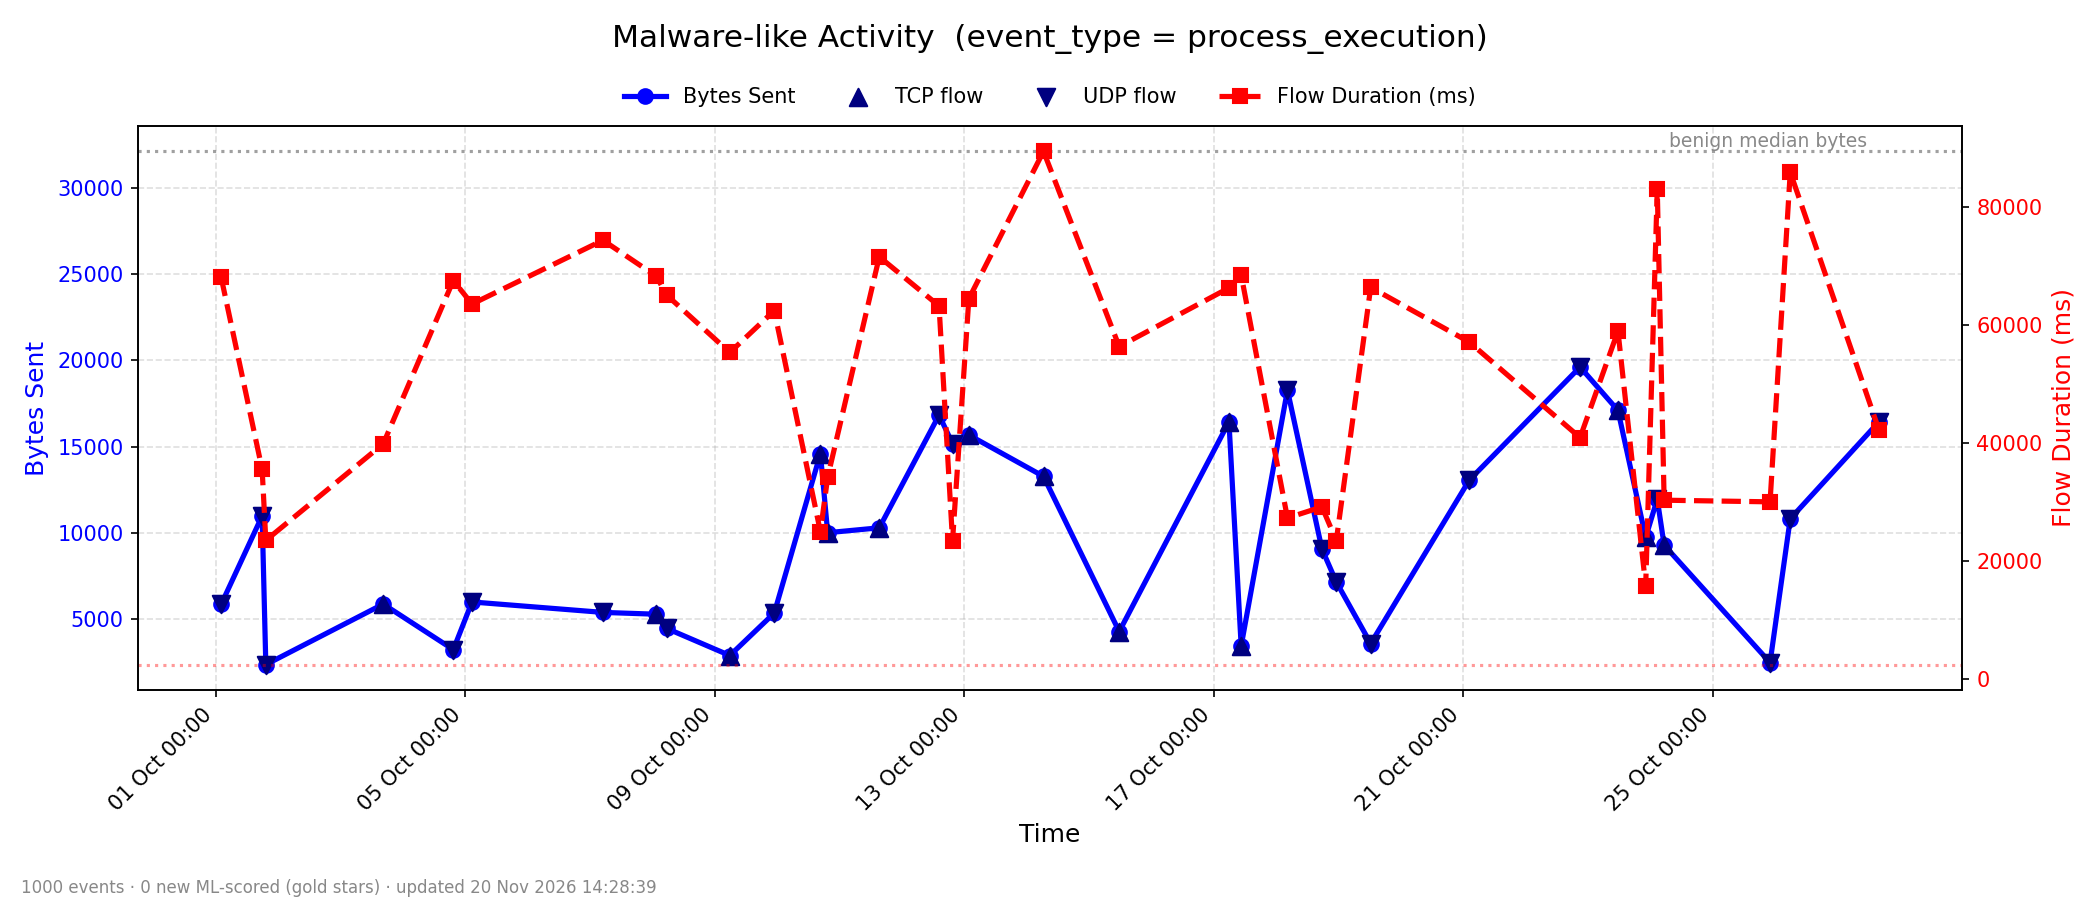 Malware-like Activity  (event_type = process_execution)
Bytes Sent
TCP flow
UDP flow
Flow Duration (ms)
benign median bytes
30000
25000
20000
15000
10000
5000
Bytes Sent
80000
60000
40000
20000
0
Flow Duration (ms)
01 Oct 00:00
05 Oct 00:00
09 Oct 00:00
13 Oct 00:00
17 Oct 00:00
21 Oct 00:00
25 Oct 00:00
Time
1000 events · 0 new ML-scored (gold stars) · updated 20 Nov 2026 14:28:39